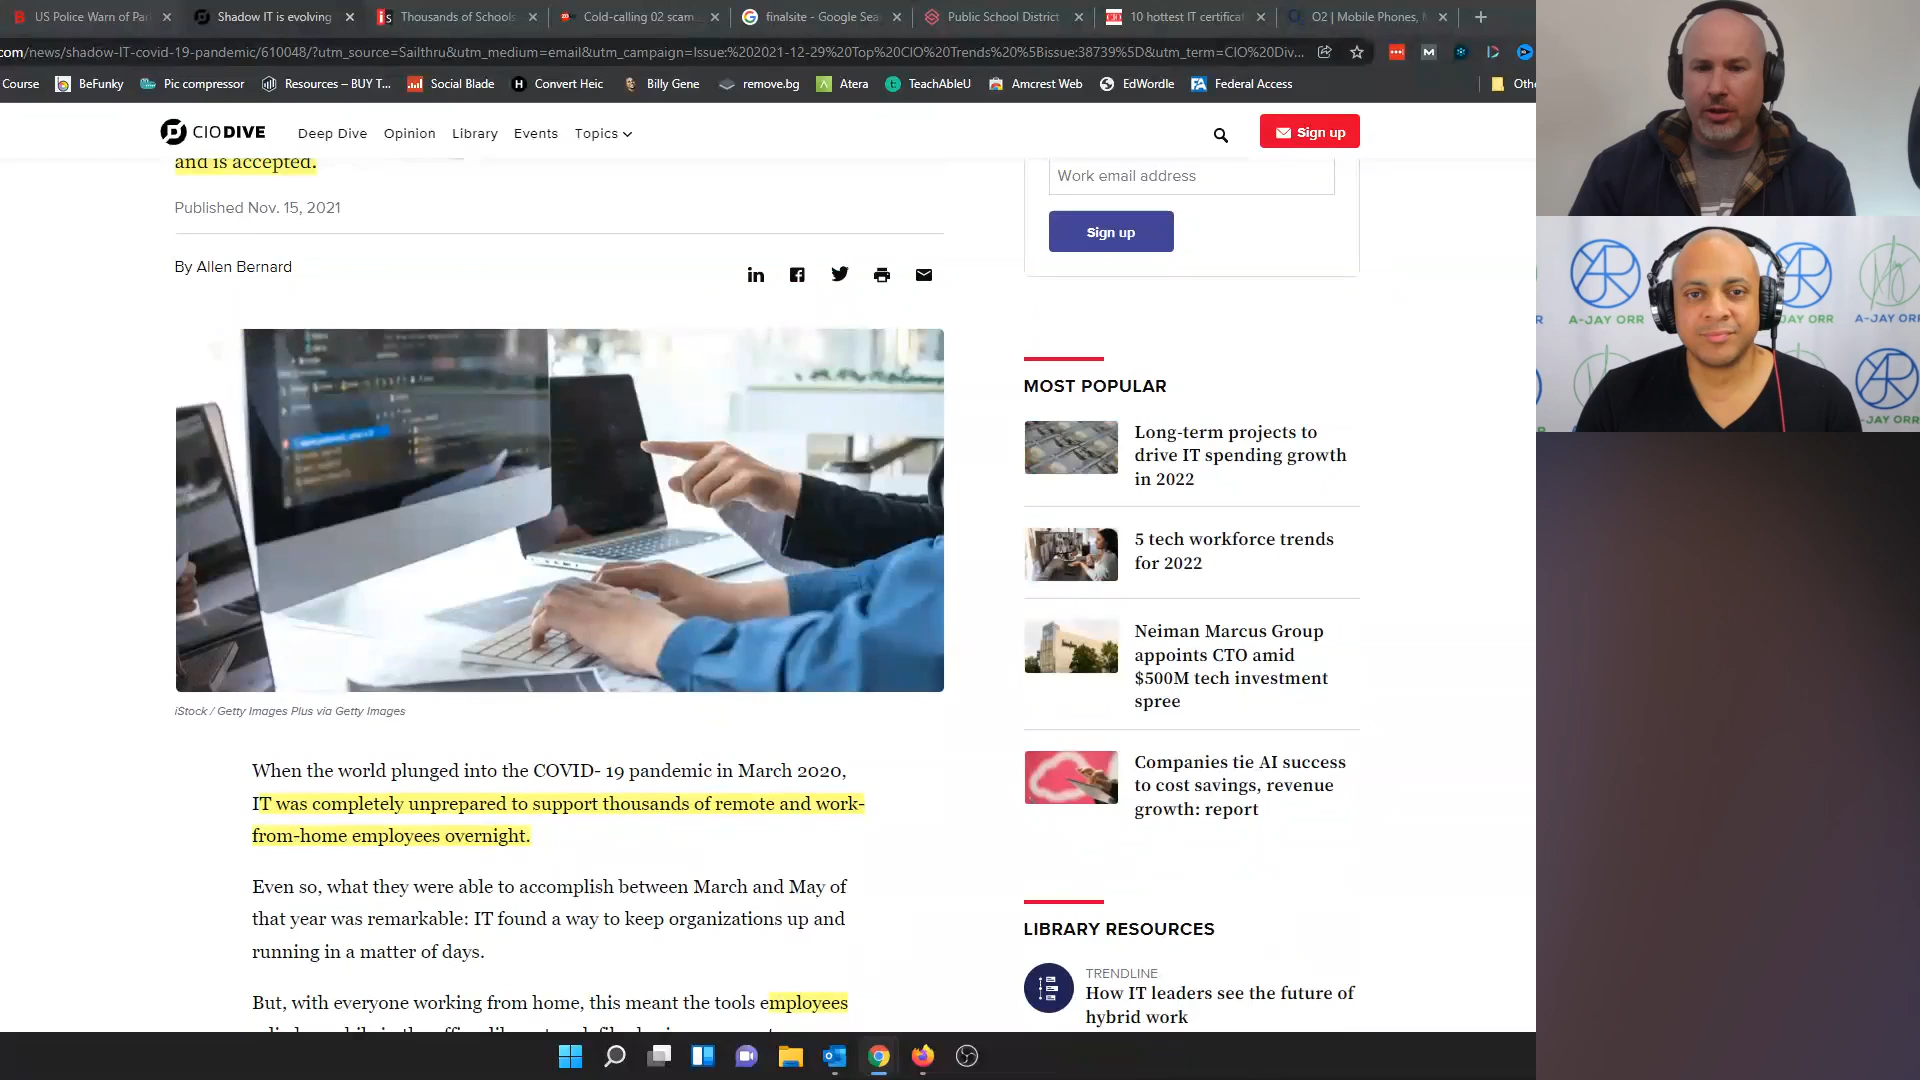 US Police Warn of Par
Shadow IT is evolving
Thousands of Schools
Cold-calling 02 scam
finalsite - Google Sea
Public School District
10 hottest IT certificat
O2 | Mobile Phones,
com/news/shadow-IT-covid-19-pandemic/610048/?utm_source=Sailthru&utm_medium=email&utm_campaign=Issue:%202021-12-29%20Top%20CIO%20Trends%20%5Bissue:38739%5D&utm_term=CIO%20Div...
Course
BeFunky
Pic compressor
Resources – BUY T...
Social Blade
Convert Heic
Billy Gene
remove.bg
Atera
TeachAbleU
Amcrest Web
EdWordle
Federal Access
Oth
CIODIVE
Deep Dive
Opinion
Library
Events
Topics
Sign up
and is accepted.
Published Nov. 15, 2021
By Allen Bernard
iStock / Getty Images Plus via Getty Images
When the world plunged into the COVID- 19 pandemic in March 2020,
IT was completely unprepared to support thousands of remote and work-
from-home employees overnight.
Even so, what they were able to accomplish between March and May of
that year was remarkable: IT found a way to keep organizations up and
running in a matter of days.
But, with everyone working from home, this meant the tools employees
Work email address
Sign up
MOST POPULAR
Long-term projects to
drive IT spending growth
in 2022
5 tech workforce trends
for 2022
Neiman Marcus Group
appoints CTO amid
$500M tech investment
spree
Companies tie AI success
to cost savings, revenue
growth: report
LIBRARY RESOURCES
TRENDLINE
How IT leaders see the future of
hybrid work
A-JAY ORR
JAY ORR
A-JAY OR
-JAY ORR